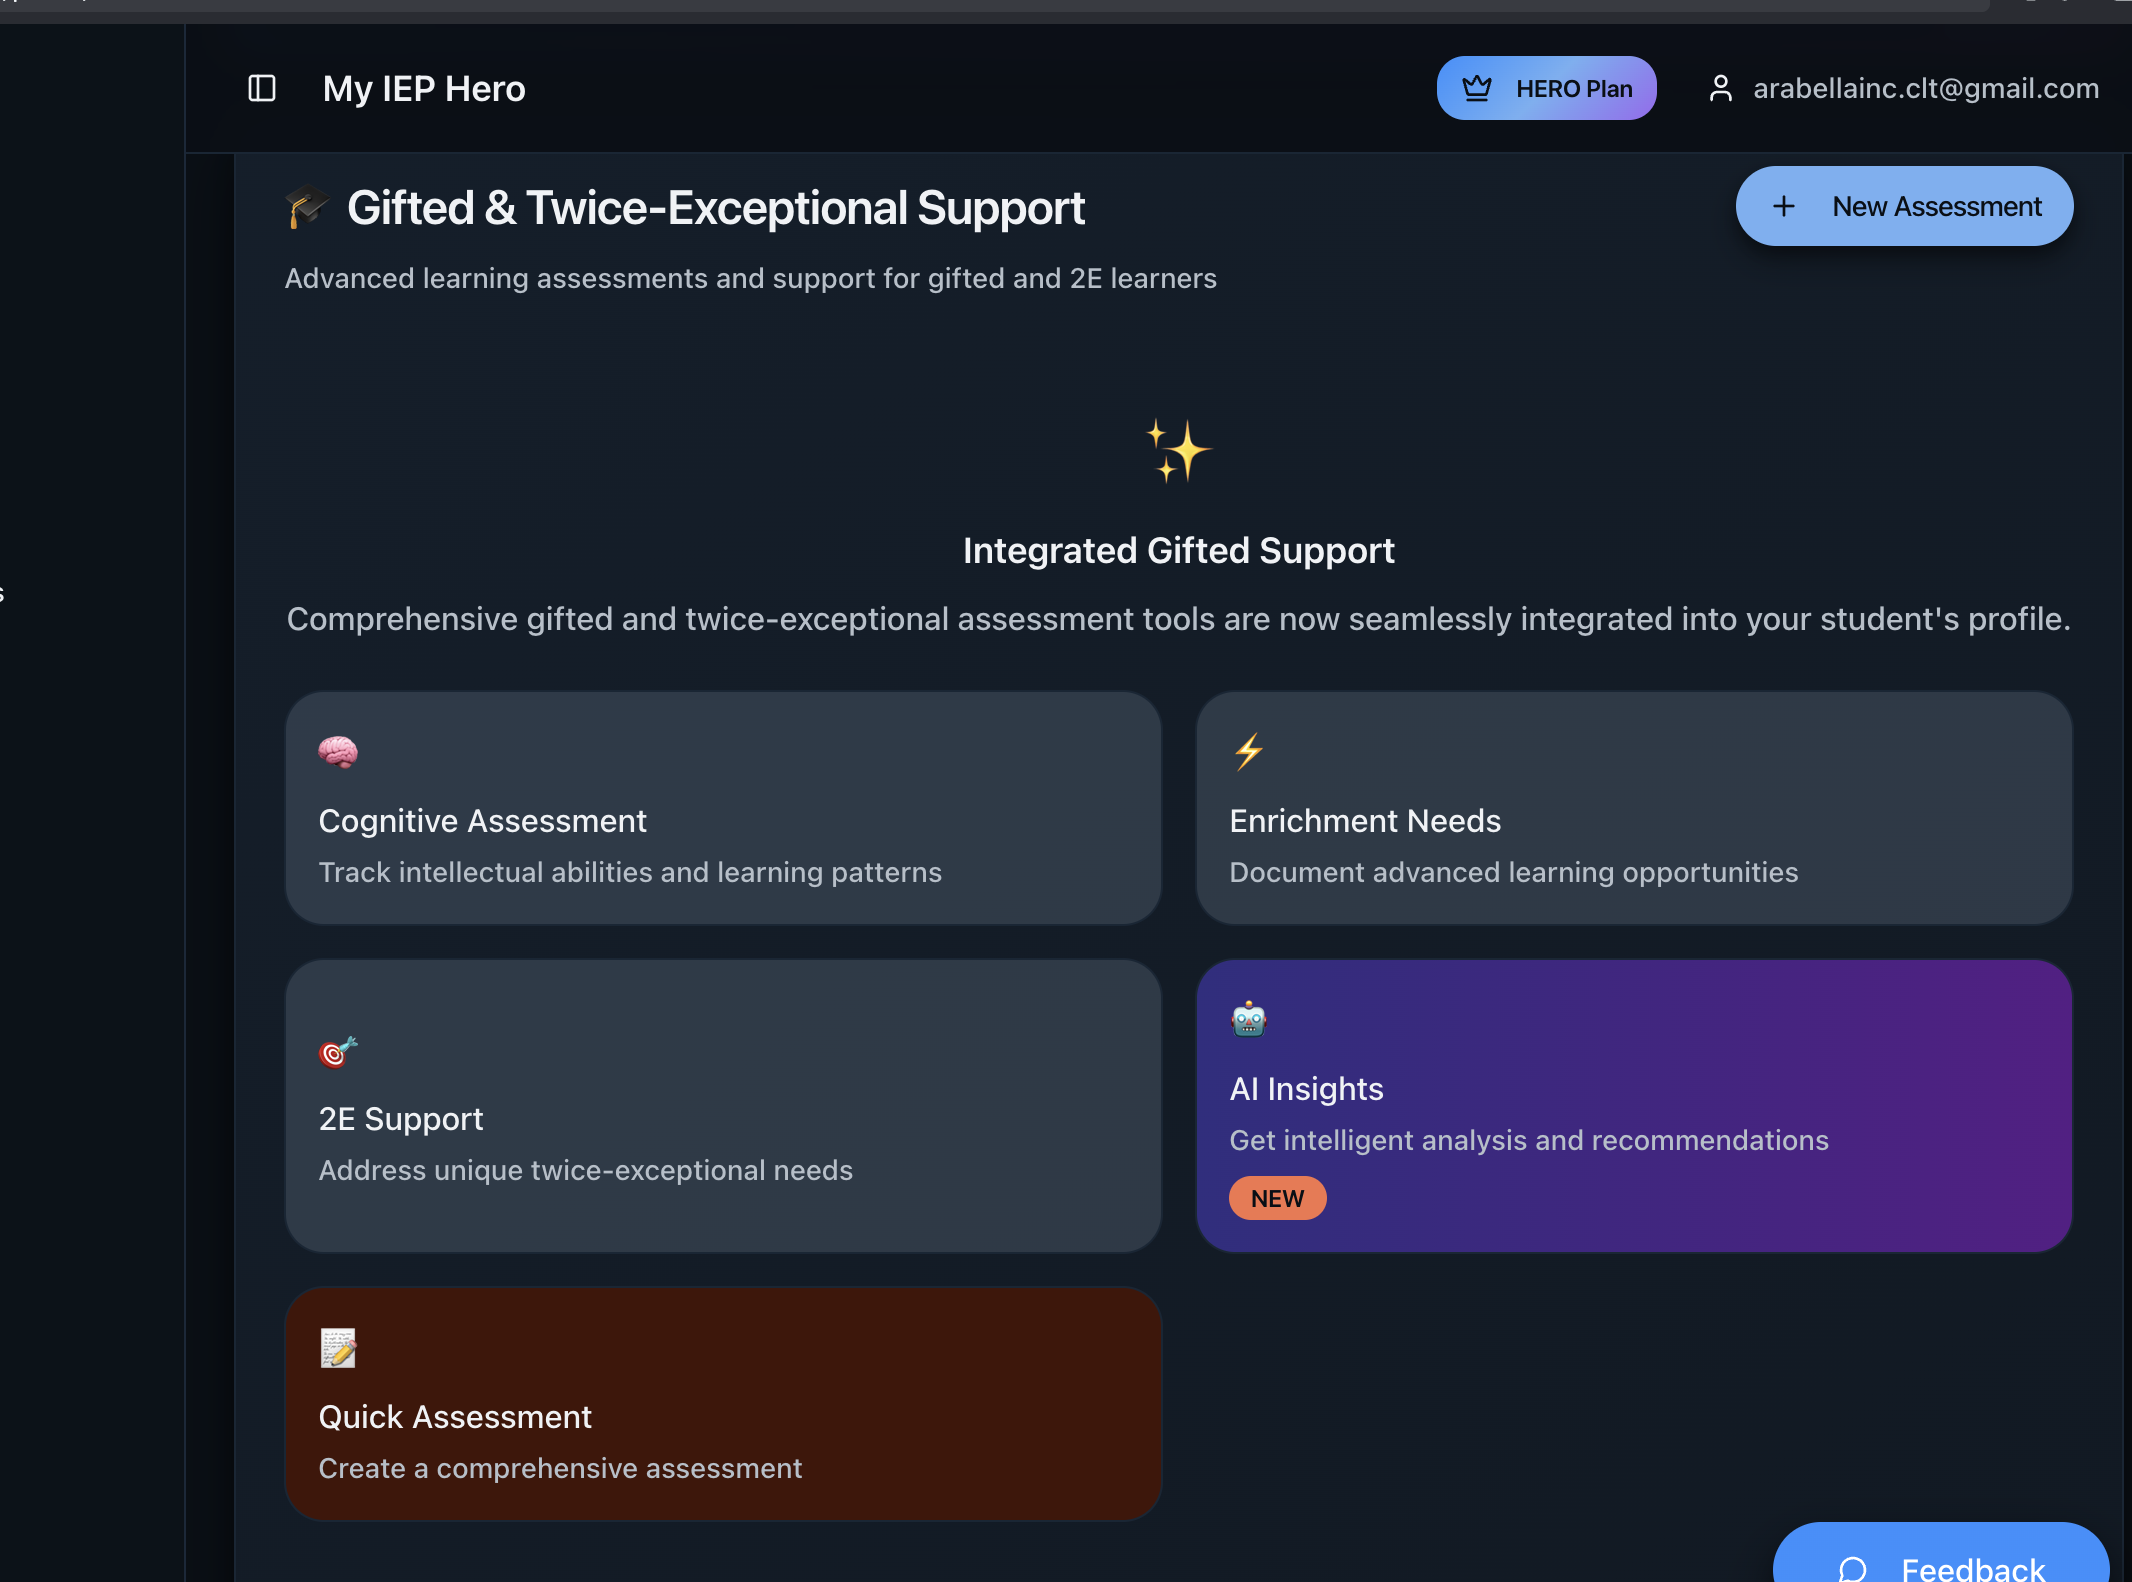 My IEP Hero
HERO Plan
arabellainc.clt@gmail.com
Gifted & Twice-Exceptional Support
New Assessment
Advanced learning assessments and support for gifted and 2E learners
Integrated Gifted Support
Comprehensive gifted and twice-exceptional assessment tools are now seamlessly integrated into your student's profile.
Cognitive Assessment
Track intellectual abilities and learning patterns
Enrichment Needs
Document advanced learning opportunities
2E Support
Address unique twice-exceptional needs
AI Insights
Get intelligent analysis and recommendations
NEW
Quick Assessment
Create a comprehensive assessment
Feedback